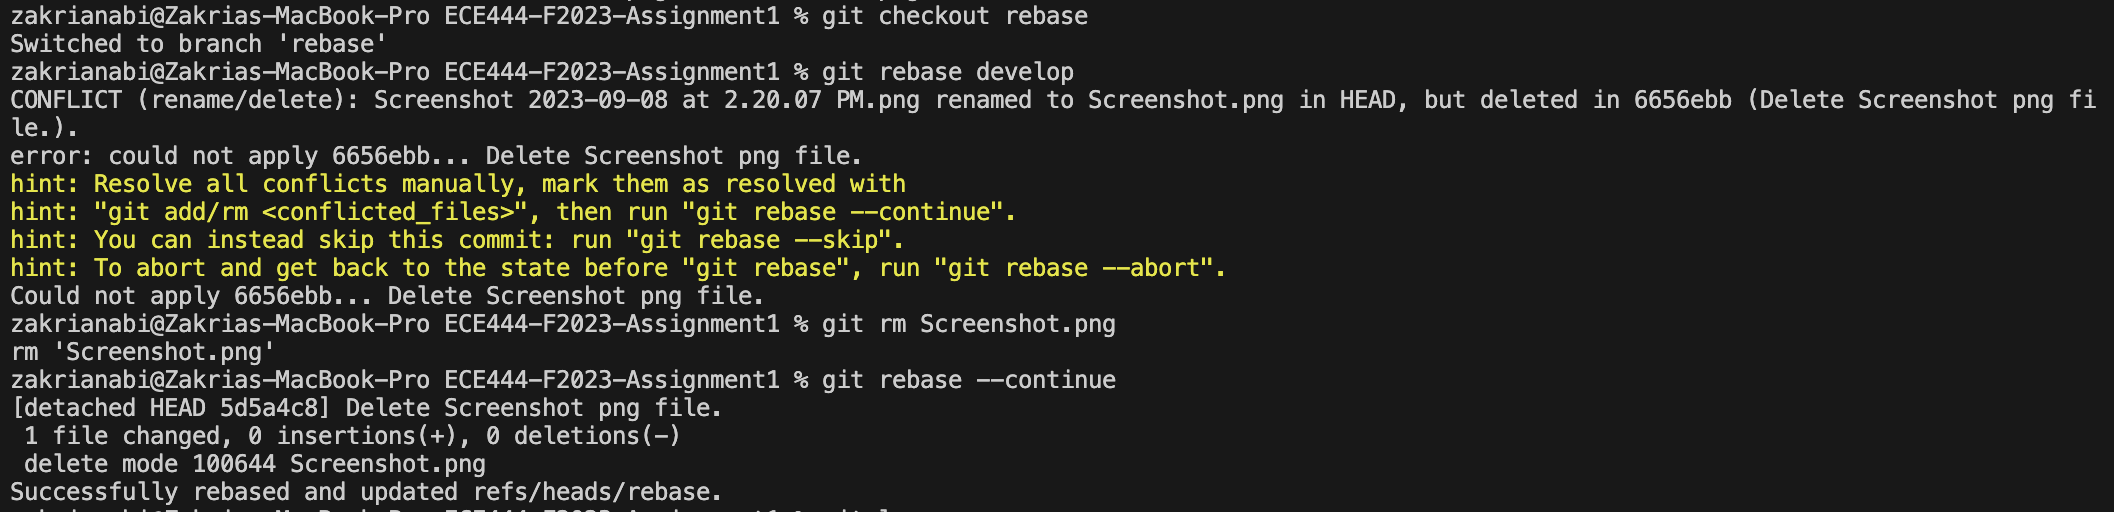 zakrianabi@Zakrias-MacBook-Pro ECE444-F2023-Assignment1 % git checkout rebase
Switched to branch 'rebase'
zakrianabi@Zakrias-MacBook-Pro ECE444-F2023-Assignment1 % git rebase develop
CONFLICT (rename/delete): Screenshot 2023-09-08 at 2.20.07 PM.png renamed to Screenshot.png in HEAD, but deleted in 6656ebb (Delete Screenshot png fi
le.).
error: could not apply 6656ebb... Delete Screenshot png file.
hint: Resolve all conflicts manually, mark them as resolved with
hint: "git add/rm <conflicted_files>", then run "git rebase --continue".
hint: You can instead skip this commit: run "git rebase --skip".
hint: To abort and get back to the state before "git rebase", run "git rebase --abort".
Could not apply 6656ebb... Delete Screenshot png file.
zakrianabi@Zakrias-MacBook-Pro ECE444-F2023-Assignment1 % git rm Screenshot.png
rm 'Screenshot.png'
zakrianabi@Zakrias-MacBook-Pro ECE444-F2023-Assignment1 % git rebase --continue
[detached HEAD 5d5a4c8] Delete Screenshot png file.
 1 file changed, 0 insertions(+), 0 deletions(-)
 delete mode 100644 Screenshot.png
Successfully rebased and updated refs/heads/rebase.